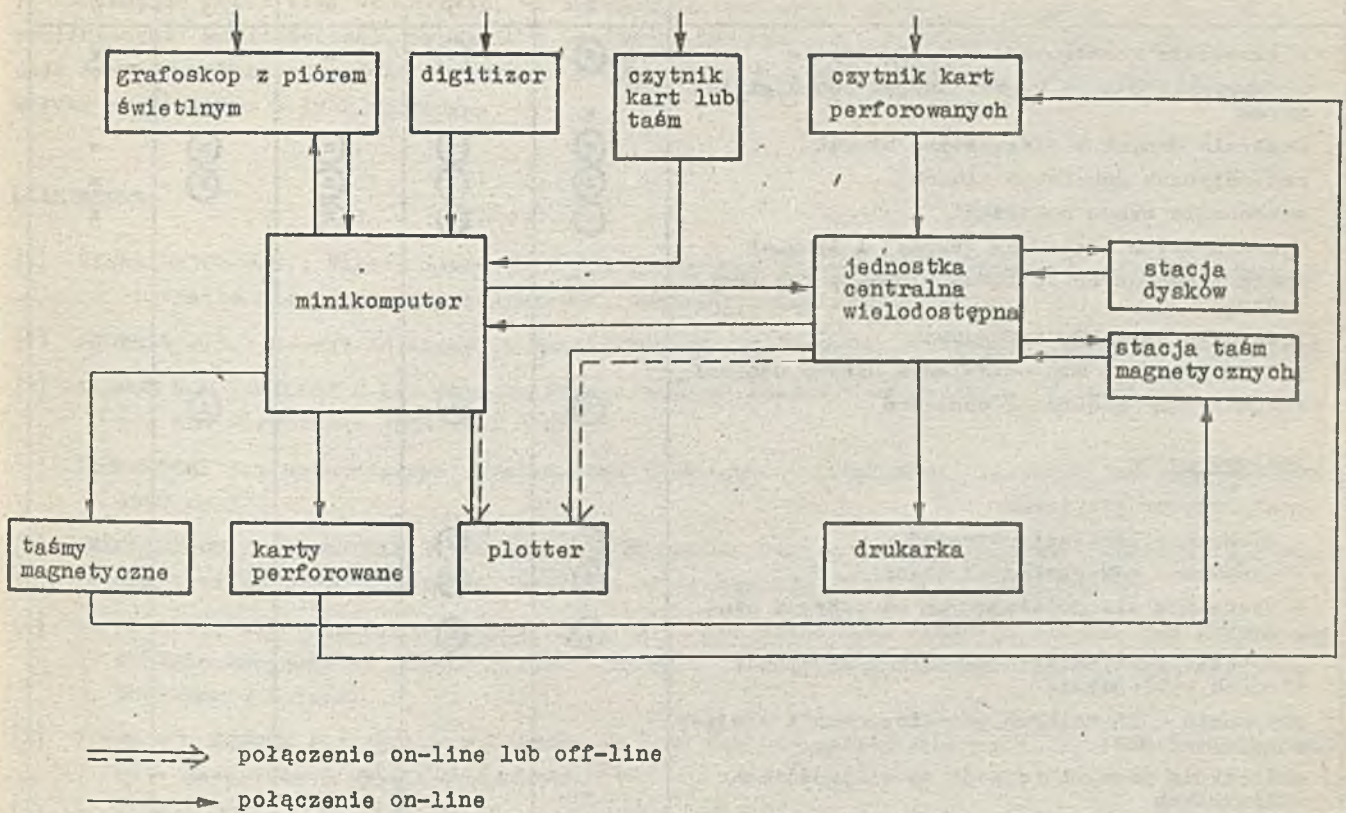 grafoskop z piórem
świetlnym
digitizor
czytnik
kart lub
taśm
czytnik kart
perforowanych
minikomputer
jednostka
centralna
wielodostępna
stacja
dysków
stacja taśm
magnetycznych
taśmy
magnetyczne
karty
perforowane
plotter
drukarka
połączenie on-line lub off-line
połączenie on-line